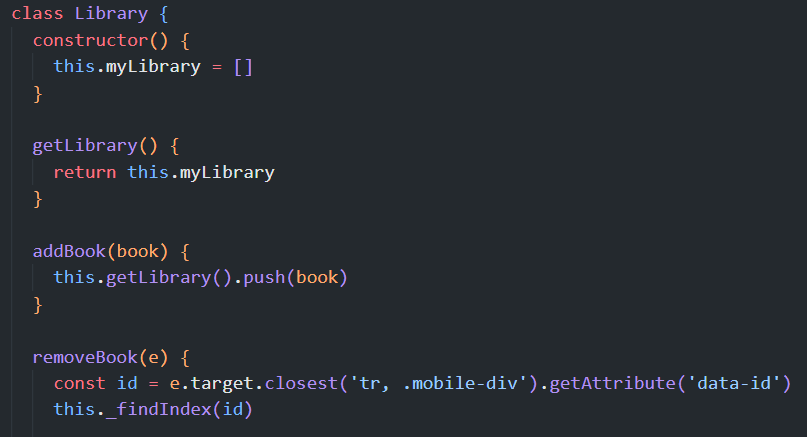 class Library {
  constructor() {
    this.myLibrary = []
  }

  getLibrary() {
    return this.myLibrary
  }

  addBook(book) {
    this.getLibrary().push(book)
  }

  removeBook(e) {
    const id = e.target.closest('tr, .mobile-div').getAttribute('data-id')
    this._findIndex(id)